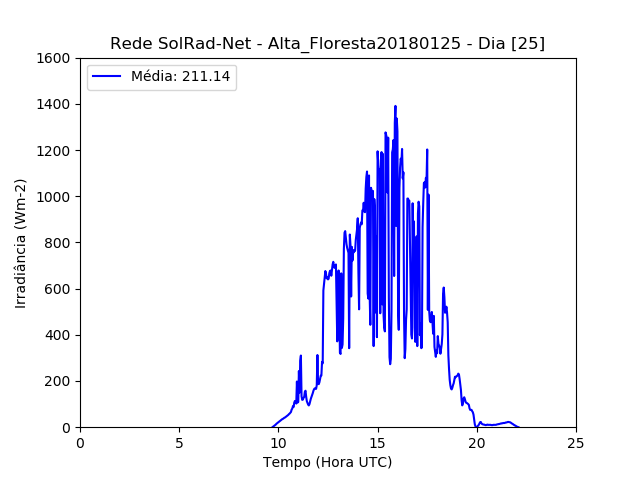 Rede SolRad-Net - Alta_Floresta20180125 - Dia [25]
Média: 211.14
1600
1400
1200
1000
800
600
400
200
0
Irradiância (Wm-2)
0 5 10 15 20 25
Tempo (Hora UTC)